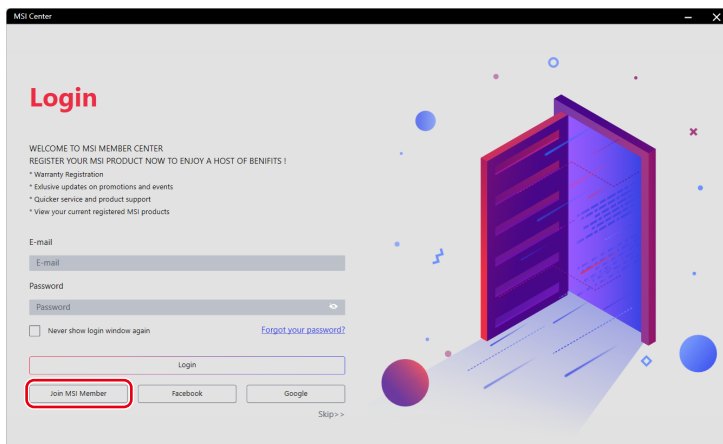 MSI Center
Login
WELCOME TO MSI MEMBER CENTER
REGISTER YOUR MSI PRODUCT NOW TO ENJOY A HOST OF BENIFITS !
* Warranty Registration
* Exlusive updates on promotions and events
* Quicker service and product support
* View your current registered MSI products
E-mail
E-mail
Password
Password
Never show login window again
Forgot your password?
Login
Join MSI Member
Facebook
Google
Skip>>